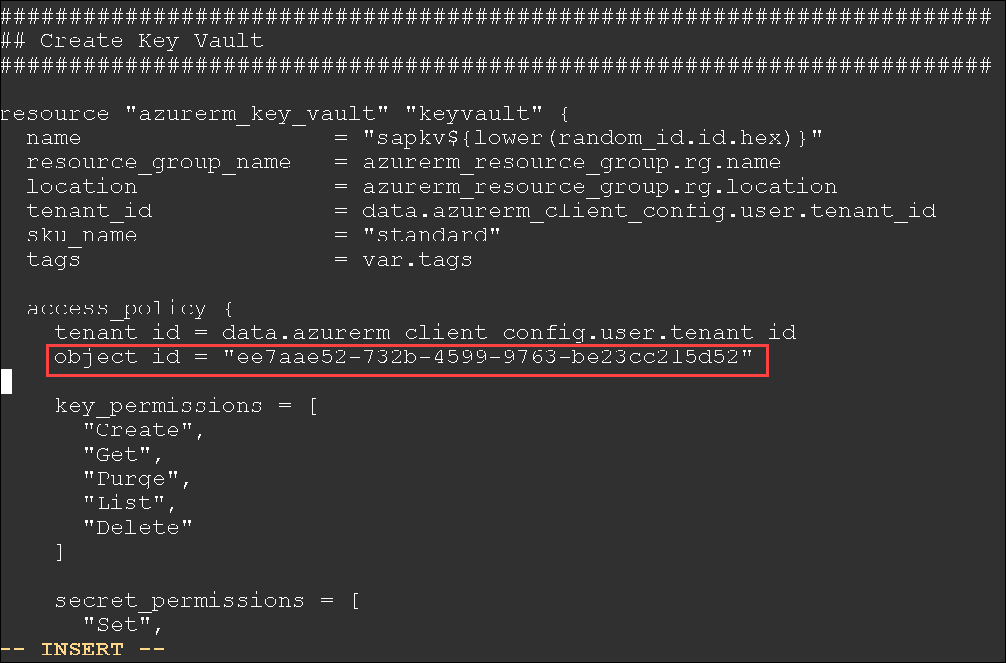 ########################################################################
## Create Key Vault
########################################################################
resource "azurerm_key_vault" "keyvault" {
  name                   = "sapkv${lower(random_id.id.hex)}"
  resource_group_name   = azurerm_resource_group.rg.name
  location               = azurerm_resource_group.rg.location
  tenant_id              = data.azurerm_client_config.user.tenant_id
  sku_name               = "standard"
  tags                   = var.tags
  access_policy {
    tenant_id = data.azurerm_client_config.user.tenant_id
    object_id = "ee7aae52-732b-4599-9763-be23cc215d52"
    key_permissions = [
      "Create",
      "Get",
      "Purge",
      "List",
      "Delete"
    ]
    secret_permissions = [
      "Set",
-- INSERT --